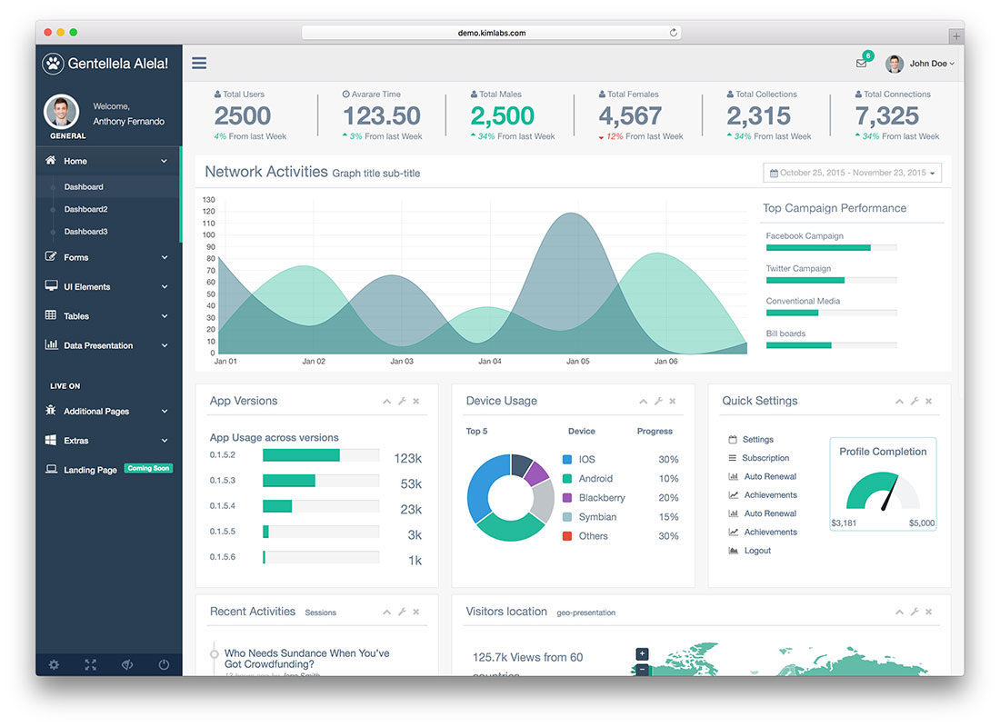 demo.kimlabs.com
Gentellela Alela!
Welcome,
Anthony Fernando
GENERAL
Home
Dashboard
Dashboard2
Dashboard3
Forms
UI Elements
Tables
Data Presentation
LIVE ON
Additional Pages
Extras
Landing Page Coming Soon
6
John Doe
Total Users
2500
4% From last Week
Avarare Time
123.50
3% From last Week
Total Males
2,500
34% From last Week
Total Females
4,567
12% From last Week
Total Collections
2,315
34% From last Week
Total Connections
7,325
34% From last Week
Network Activities Graph title sub-title
October 25, 2015 - November 23, 2015
130
120
110
100
90
80
70
60
50
40
30
20
10
0
Jan 01 Jan 02 Jan 03 Jan 04 Jan 05 Jan 06
Top Campaign Performance
Facebook Campaign
Twitter Campaign
Conventional Media
Bill boards
App Versions
App Usage across versions
0.1.5.2 123k
0.1.5.3 53k
0.1.5.4 23k
0.1.5.5 3k
0.1.5.6 1k
Device Usage
Top 5 Device Progress
IOS 30%
Android 10%
Blackberry 20%
Symbian 15%
Others 30%
Quick Settings
Settings
Subscription
Auto Renewal
Achievements
Auto Renewal
Achievements
Logout
Profile Completion
$3,181 $5,000
Recent Activities Sessions
Who Needs Sundance When You've
Got Crowdfunding?
13 hours ago by Jane Smith
Visitors location geo-presentation
125.7k Views from 60
countries
+
−